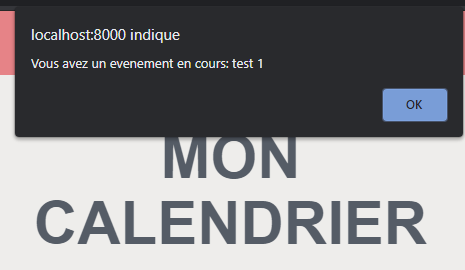 localhost:8000 indique
Vous avez un evenement en cours: test 1
OK
MON
CALENDRIER